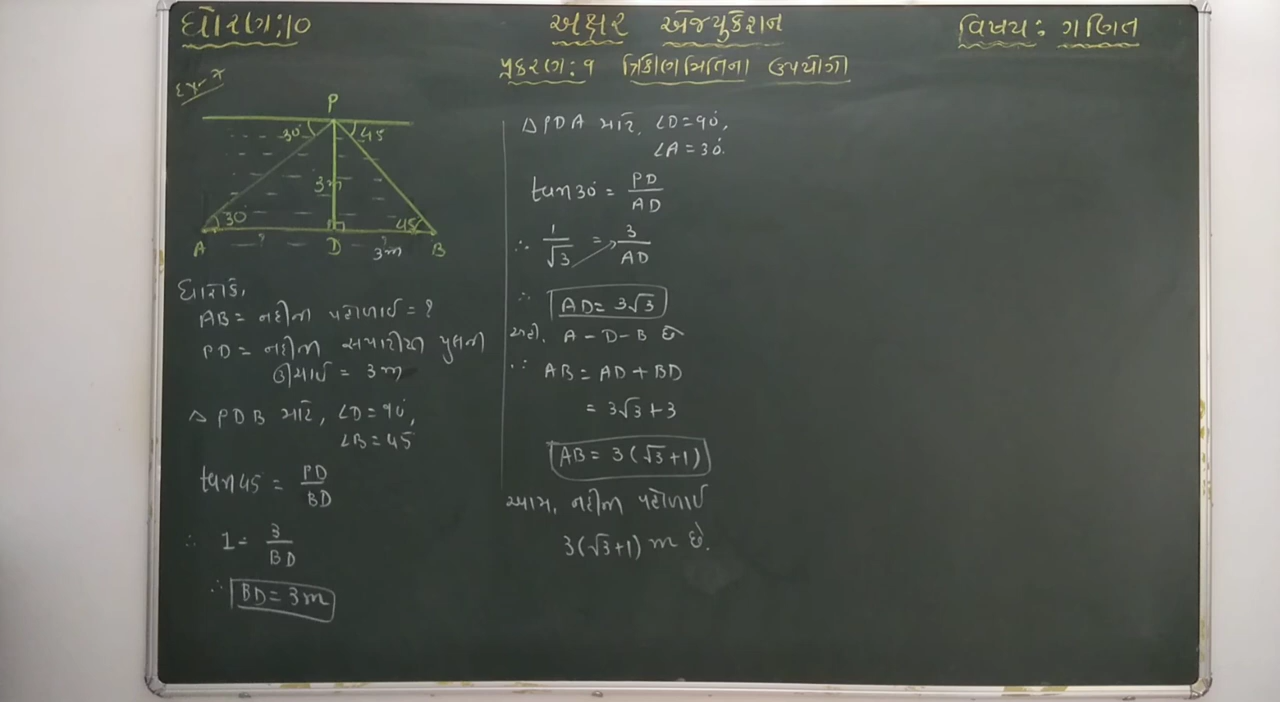 ધોરણ:૧૦
અક્ષર એજ્યુકેશન
વિષય: ગણિત
પ્રકરણ: ૧ ત્રિકોણમિતિના ઉપયોગો
P
30° 45
3m
30° 45
A ? D ? B
3m
ધારોકે,
AB = નદીની પહોળાઈ = ?
PD = નદીની સપાટીથી પુલની
ઊંચાઈ = 3m
△PDB માટે, ∠D=90°,
∠B=45
tan45 = PD/BD
∴ 1 = 3/BD
∴ BD = 3m
△PDA માટે, ∠D=90°,
∠A=30°.
tan30° = PD/AD
∴ 1/√3 = 3/AD
∴ AD = 3√3
અહી, A-D-B છે
∴ AB = AD + BD
= 3√3+3
AB = 3(√3+1)
આમ, નદીની પહોળાઈ
3(√3+1) m છે.